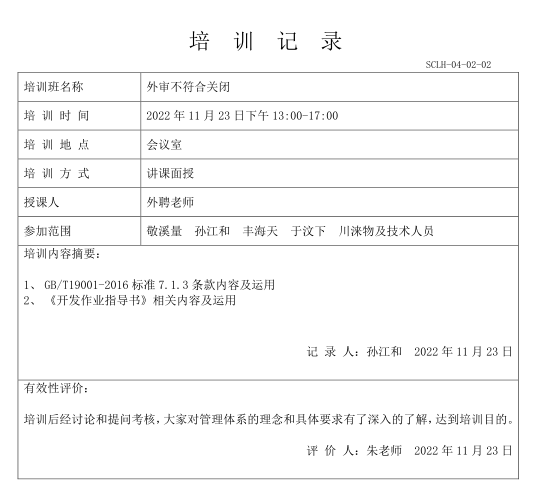 培 训 记 录
SCLH-04-02-02
培训班名称 外审不符合关闭
培 训 时 间 2022 年 11 月 23 日下午 13:00-17:00
培 训 地 点 会议室
培 训 方 式 讲课面授
授课人 外聘老师
参加范围 敬溪量 孙江和 丰海天 于汶下 川涞物及技术人员
培训内容摘要:
1、 GB/T19001-2016 标准 7.1.3 条款内容及运用
2、 《开发作业指导书》相关内容及运用
记 录 人: 孙江和 2022 年 11 月 23 日
有效性评价:
培训后经讨论和提问考核,大家对管理体系的理念和具体要求有了深入的了解,达到培训目的。
评 价 人: 朱老师 2022 年 11 月 23 日